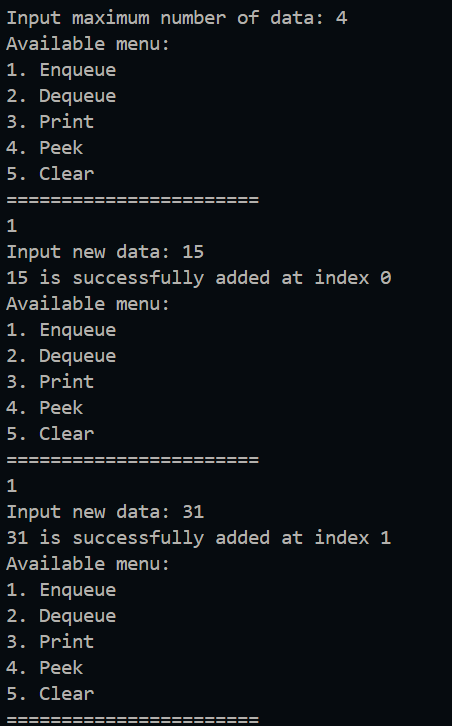 Input maximum number of data: 4
Available menu:
1. Enqueue
2. Dequeue
3. Print
4. Peek
5. Clear
=======================
1
Input new data: 15
15 is successfully added at index 0
Available menu:
1. Enqueue
2. Dequeue
3. Print
4. Peek
5. Clear
=======================
1
Input new data: 31
31 is successfully added at index 1
Available menu:
1. Enqueue
2. Dequeue
3. Print
4. Peek
5. Clear
=======================